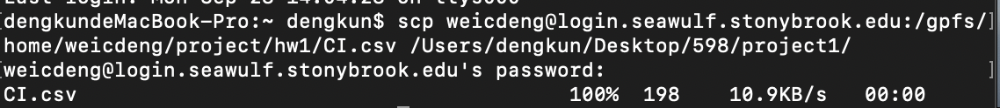 Last login: Mon Sep 28 14:04:28 on ttys000
dengkundeMacBook-Pro:~ dengkun$ scp weicdeng@login.seawulf.stonybrook.edu:/gpfs/]
home/weicdeng/project/hw1/CI.csv /Users/dengkun/Desktop/598/project1/
[weicdeng@login.seawulf.stonybrook.edu's password: ]
CI.csv 100% 198 10.9KB/s 00:00